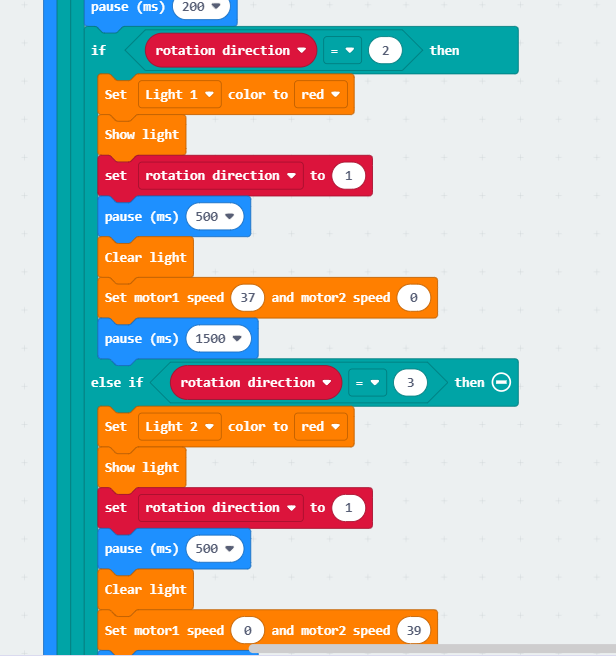 pause (ms) 200
if rotation direction = 2 then
Set Light 1 color to red
Show light
set rotation direction to 1
pause (ms) 500
Clear light
Set motor1 speed 37 and motor2 speed 0
pause (ms) 1500
else if rotation direction = 3 then
Set Light 2 color to red
Show light
set rotation direction to 1
pause (ms) 500
Clear light
Set motor1 speed 0 and motor2 speed 39